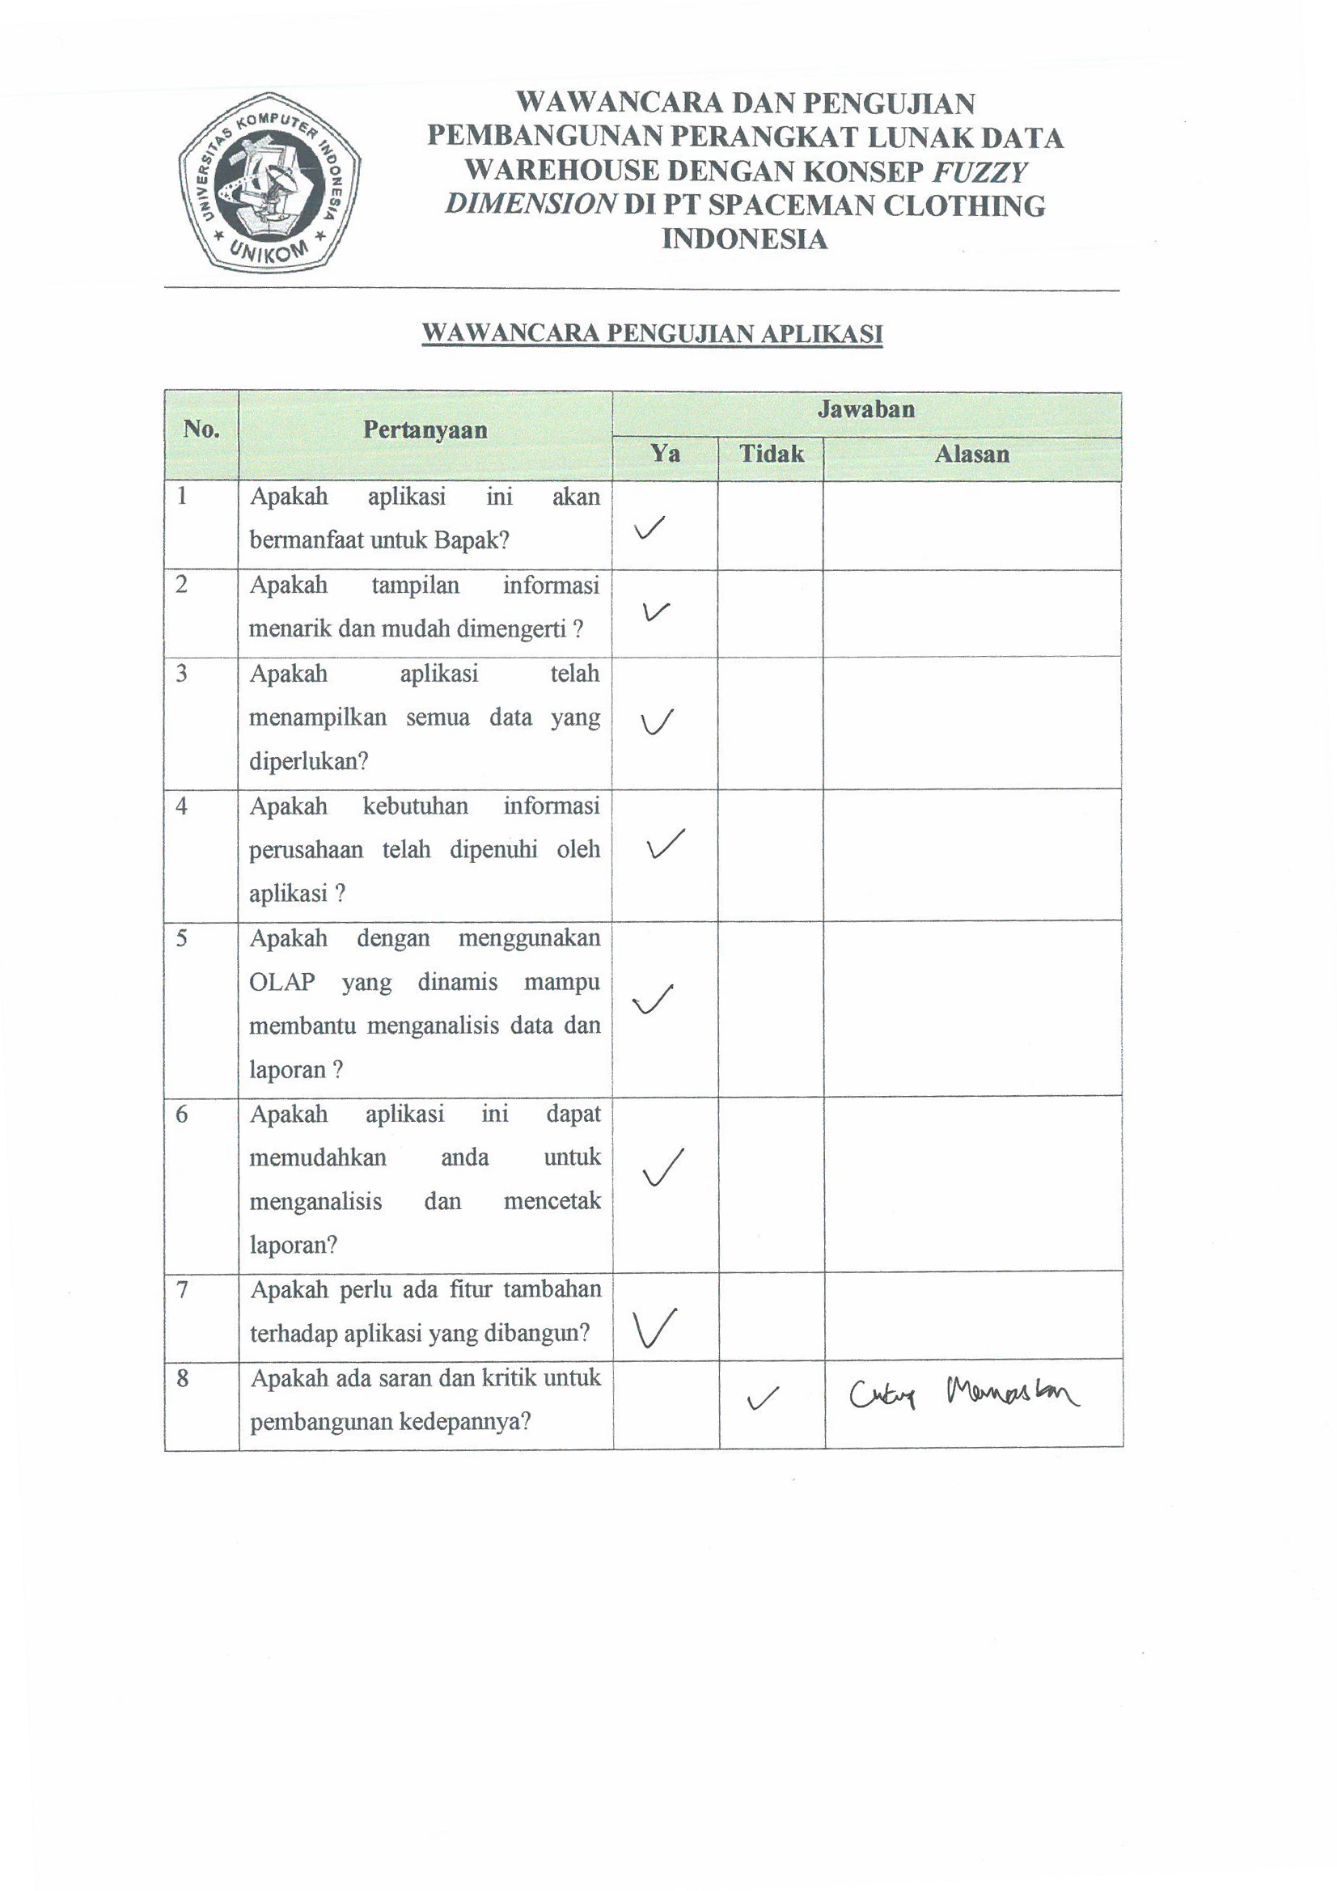 UNIVERSITAS KOMPUTER INDONESIA
UNIKOM
WAWANCARA DAN PENGUJIAN
PEMBANGUNAN PERANGKAT LUNAK DATA
WAREHOUSE DENGAN KONSEP FUZZY
DIMENSION DI PT SPACEMAN CLOTHING
INDONESIA
WAWANCARA PENGUJIAN APLIKASI
No. Pertanyaan Jawaban
Ya Tidak Alasan
1 Apakah aplikasi ini akan
bermanfaat untuk Bapak? ✓
2 Apakah tampilan informasi
menarik dan mudah dimengerti ? ✓
3 Apakah aplikasi telah
menampilkan semua data yang ✓
diperlukan?
4 Apakah kebutuhan informasi
perusahaan telah dipenuhi oleh ✓
aplikasi ?
5 Apakah dengan menggunakan
OLAP yang dinamis mampu ✓
membantu menganalisis data dan
laporan ?
6 Apakah aplikasi ini dapat
memudahkan anda untuk ✓
menganalisis dan mencetak
laporan?
7 Apakah perlu ada fitur tambahan
terhadap aplikasi yang dibangun? ✓
8 Apakah ada saran dan kritik untuk
pembangunan kedepannya? ✓ Cukup Memuaskan